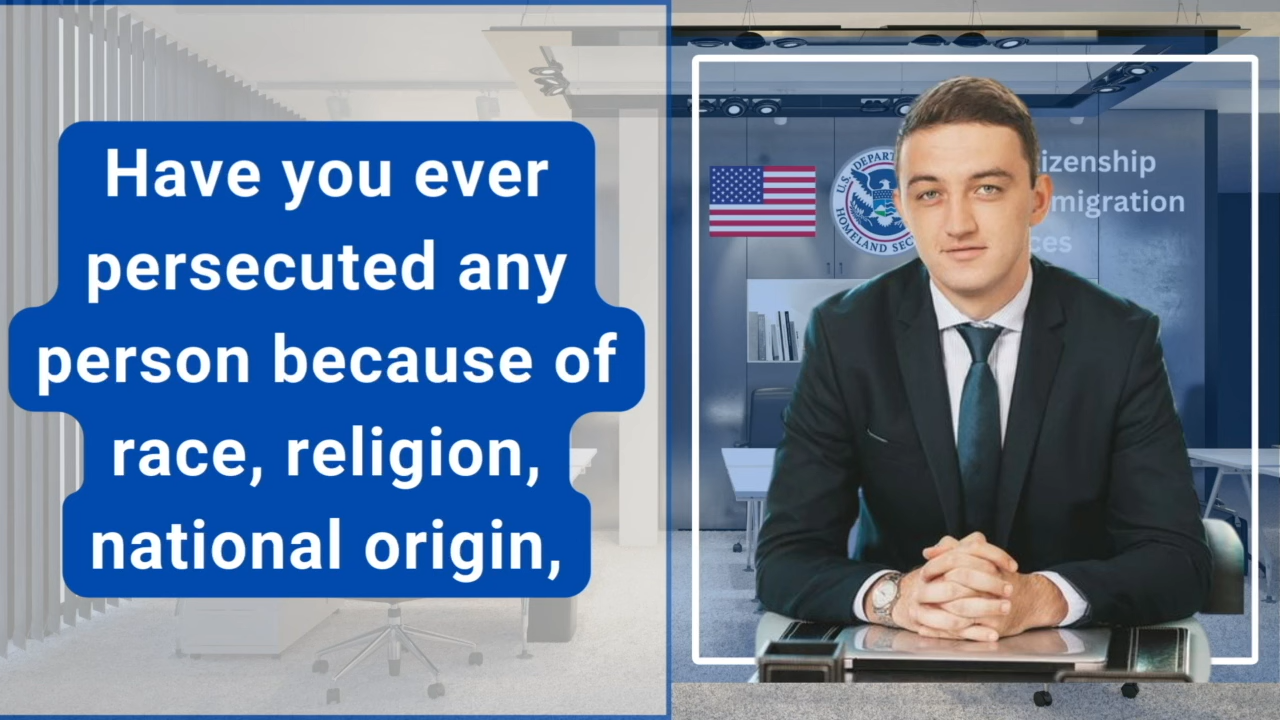 Have you ever
persecuted any
person because of
race, religion,
national origin,
U.S. DEPART
HOMELAND SEC
izenship
migration
ces